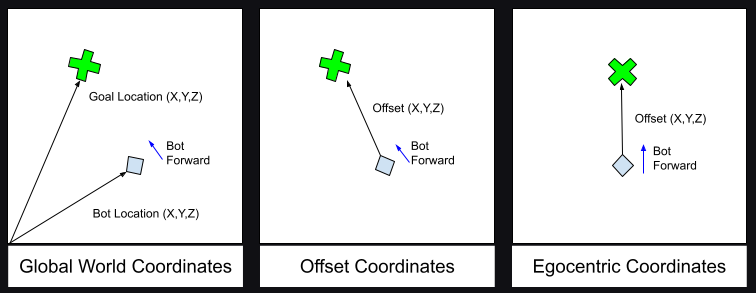 Goal Location (X,Y,Z)
Bot
Forward
Bot Location (X,Y,Z)
Global World Coordinates
Offset (X,Y,Z)
Bot
Forward
Offset Coordinates
Offset (X,Y,Z)
Bot
Forward
Egocentric Coordinates